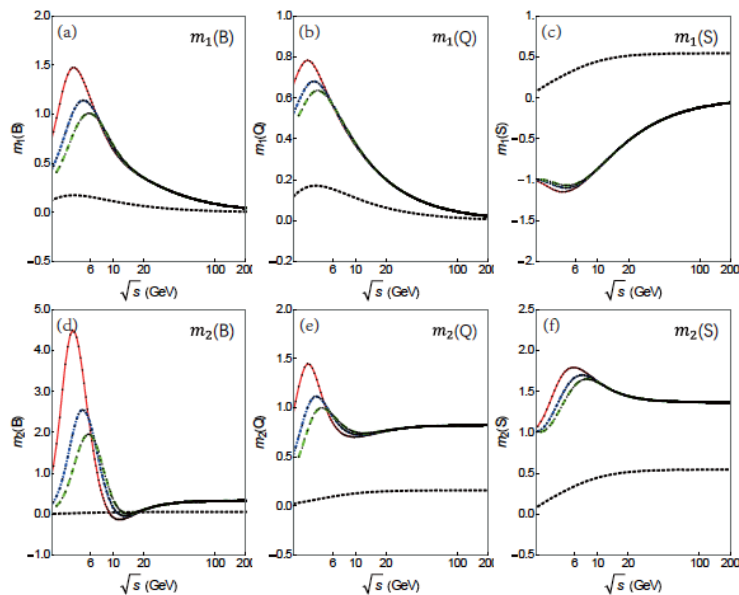 (a) m₁(B)
2.0
1.5
1.0
0.5
0.0
−0.5
m₁(B)
6 10 20 100 200
√s (GeV)
(b) m₁(Q)
1.0
0.8
0.6
0.4
0.2
0.0
−0.2
m₁(Q)
6 10 20 100 200
√s (GeV)
(c) m₁(S)
1.
0.5
0.
−0.5
−1.
−1.5
−2.
m₁(S)
6 10 20 100 200
√s (GeV)
(d) m₂(B)
5.0
4.0
3.0
2.0
1.0
0.0
−1.0
m₂(B)
6 10 20 100 200
√s (GeV)
(e) m₂(Q)
2.0
1.5
1.0
0.5
0.0
−0.5
m₂(Q)
6 10 20 100 200
√s (GeV)
(f) m₂(S)
2.5
2.0
1.5
1.0
0.5
0.0
−0.5
m₂(S)
6 10 20 100 200
√s (GeV)